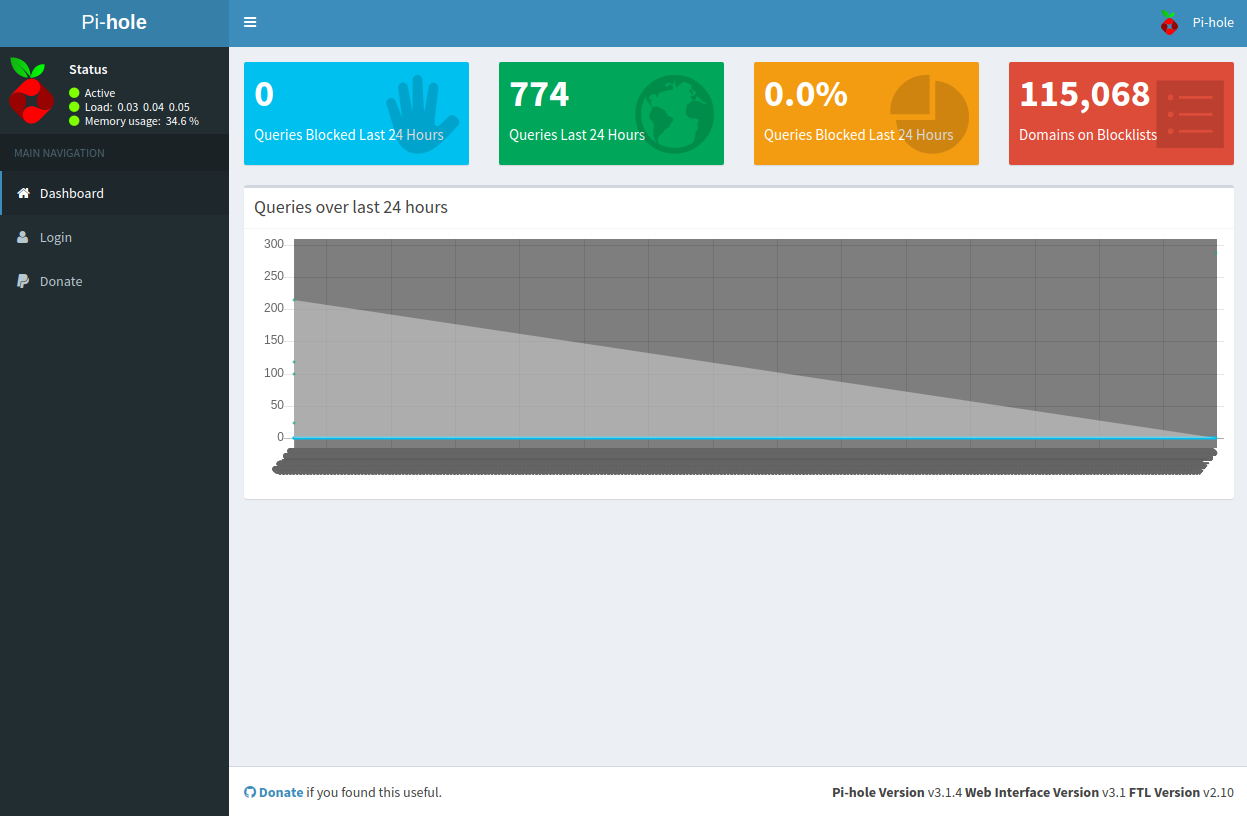 Pi-hole
Pi-hole
Status
Active
Load: 0.03 0.04 0.05
Memory usage: 34.6 %
MAIN NAVIGATION
Dashboard
Login
Donate
0
Queries Blocked Last 24 Hours
774
Queries Last 24 Hours
0.0%
Queries Blocked Last 24 Hours
115,068
Domains on Blocklists
Queries over last 24 hours
300
250
200
150
100
50
0
Donate if you found this useful.
Pi-hole Version v3.1.4 Web Interface Version v3.1 FTL Version v2.10